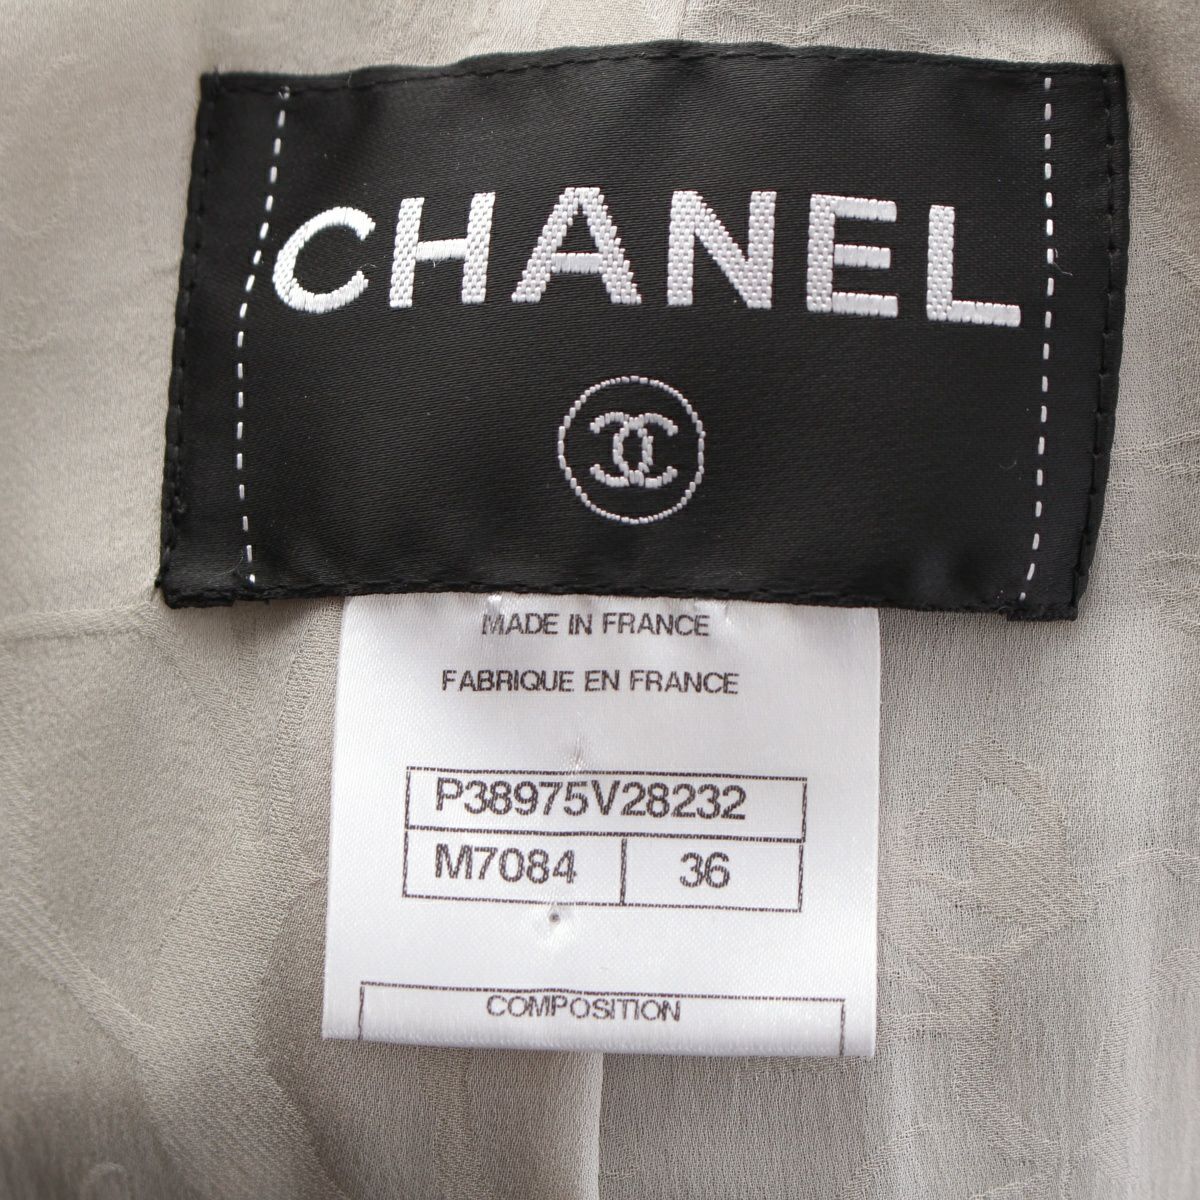 CHANEL
MADE IN FRANCE
FABRIQUE EN FRANCE
P38975V28232
M7084 36
COMPOSITION